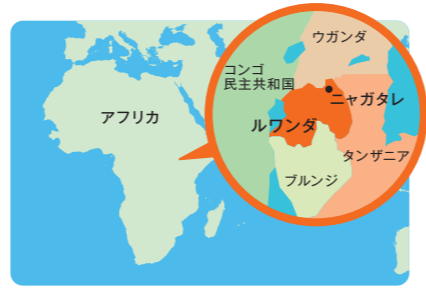 アフリカ
ウガンダ
コンゴ
民主共和国
ニャガタレ
ルワンダ
タンザニア
ブルンジ